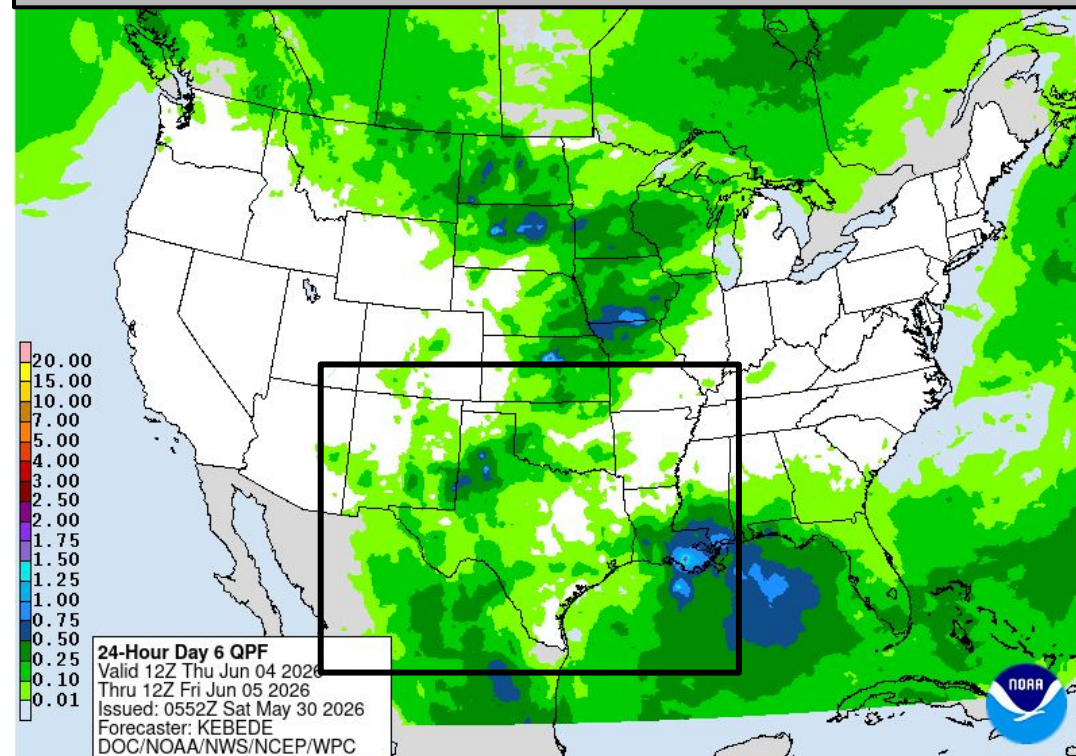 20.00
15.00
10.00
7.00
5.00
4.00
3.00
2.50
2.00
1.75
1.50
1.25
1.00
0.75
0.50
0.25
0.10
0.01
24-Hour Day 6 QPF
Valid 12Z Thu Jun 04 2026
Thru 12Z Fri Jun 05 2026
Issued: 0552Z Sat May 30 2026
Forecaster: KEBEDE
DOC/NOAA/NWS/NCEP/WPC
NOAA